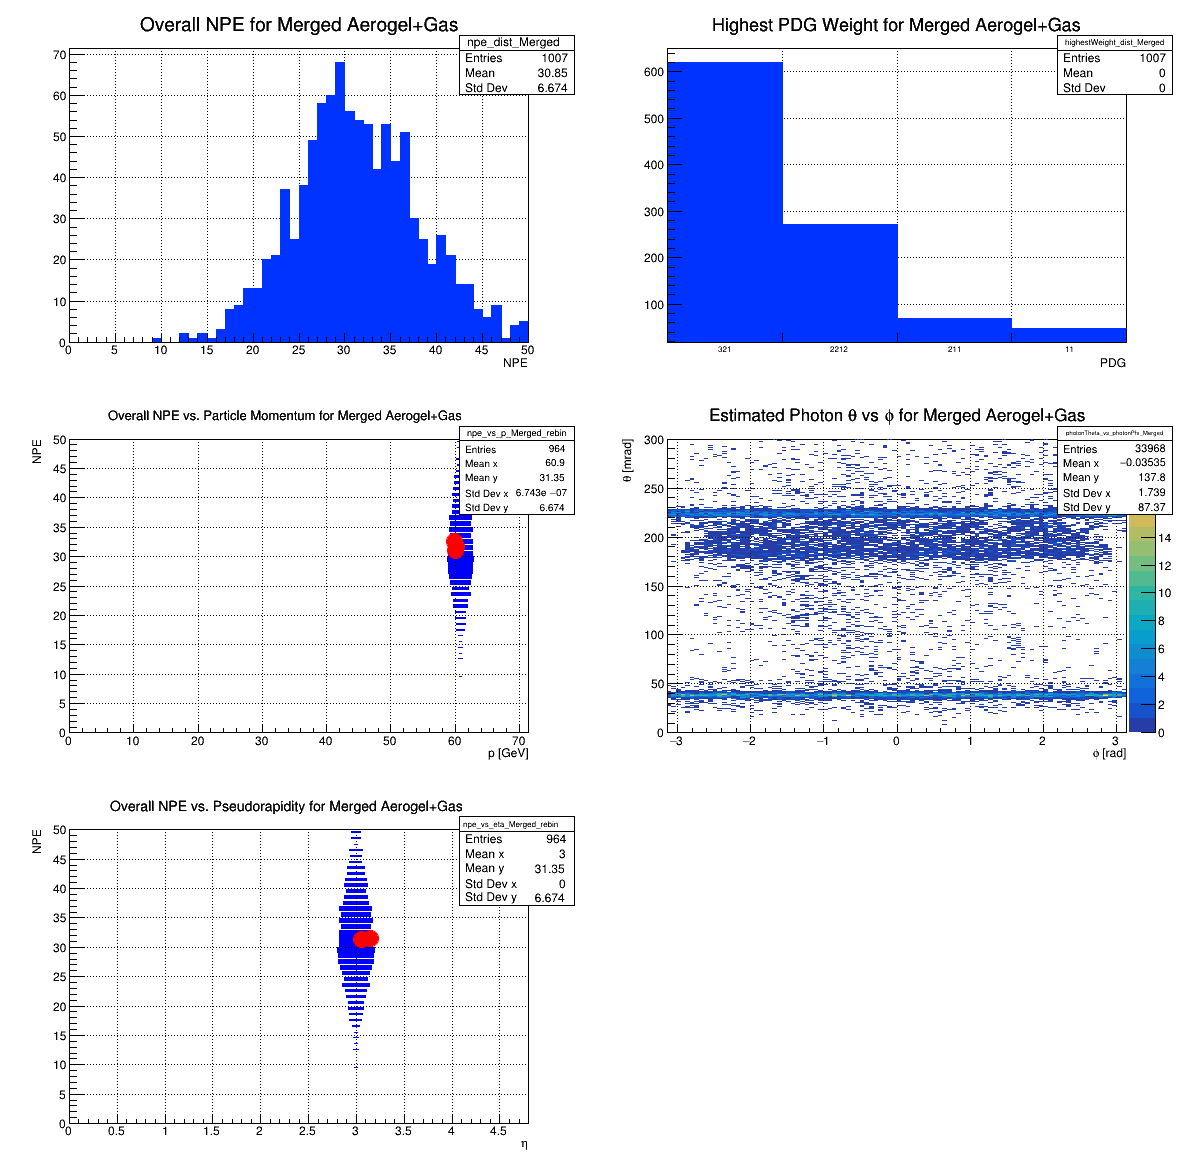 Overall NPE for Merged Aerogel+Gas
npe_dist_Merged
Entries 1007
Mean 30.85
Std Dev 6.674
70
60
50
40
30
20
10
0
0 5 10 15 20 25 30 35 40 45 50
NPE
Highest PDG Weight for Merged Aerogel+Gas
highestWeight_dist_Merged
Entries 1007
Mean 0
Std Dev 0
600
500
400
300
200
100
321 2212 211 11
PDG
Overall NPE vs. Particle Momentum for Merged Aerogel+Gas
npe_vs_p_Merged_rebin
Entries 964
Mean x 60.9
Mean y 31.35
Std Dev x 6.743e −07
Std Dev y 6.674
NPE
50
45
40
35
30
25
20
15
10
5
0
0 10 20 30 40 50 60 70
p [GeV]
Estimated Photon θ vs ϕ for Merged Aerogel+Gas
photonTheta_vs_photonPhi_Merged
Entries 33968
Mean x −0.03535
Mean y 137.8
Std Dev x 1.739
Std Dev y 87.37
θ [mrad]
300
250
200
150
100
50
0
−3 −2 −1 0 1 2 3
ϕ [rad]
14
12
10
8
6
4
2
0
Overall NPE vs. Pseudorapidity for Merged Aerogel+Gas
npe_vs_eta_Merged_rebin
Entries 964
Mean x 3
Mean y 31.35
Std Dev x 0
Std Dev y 6.674
NPE
50
45
40
35
30
25
20
15
10
5
0
0 0.5 1 1.5 2 2.5 3 3.5 4 4.5
η